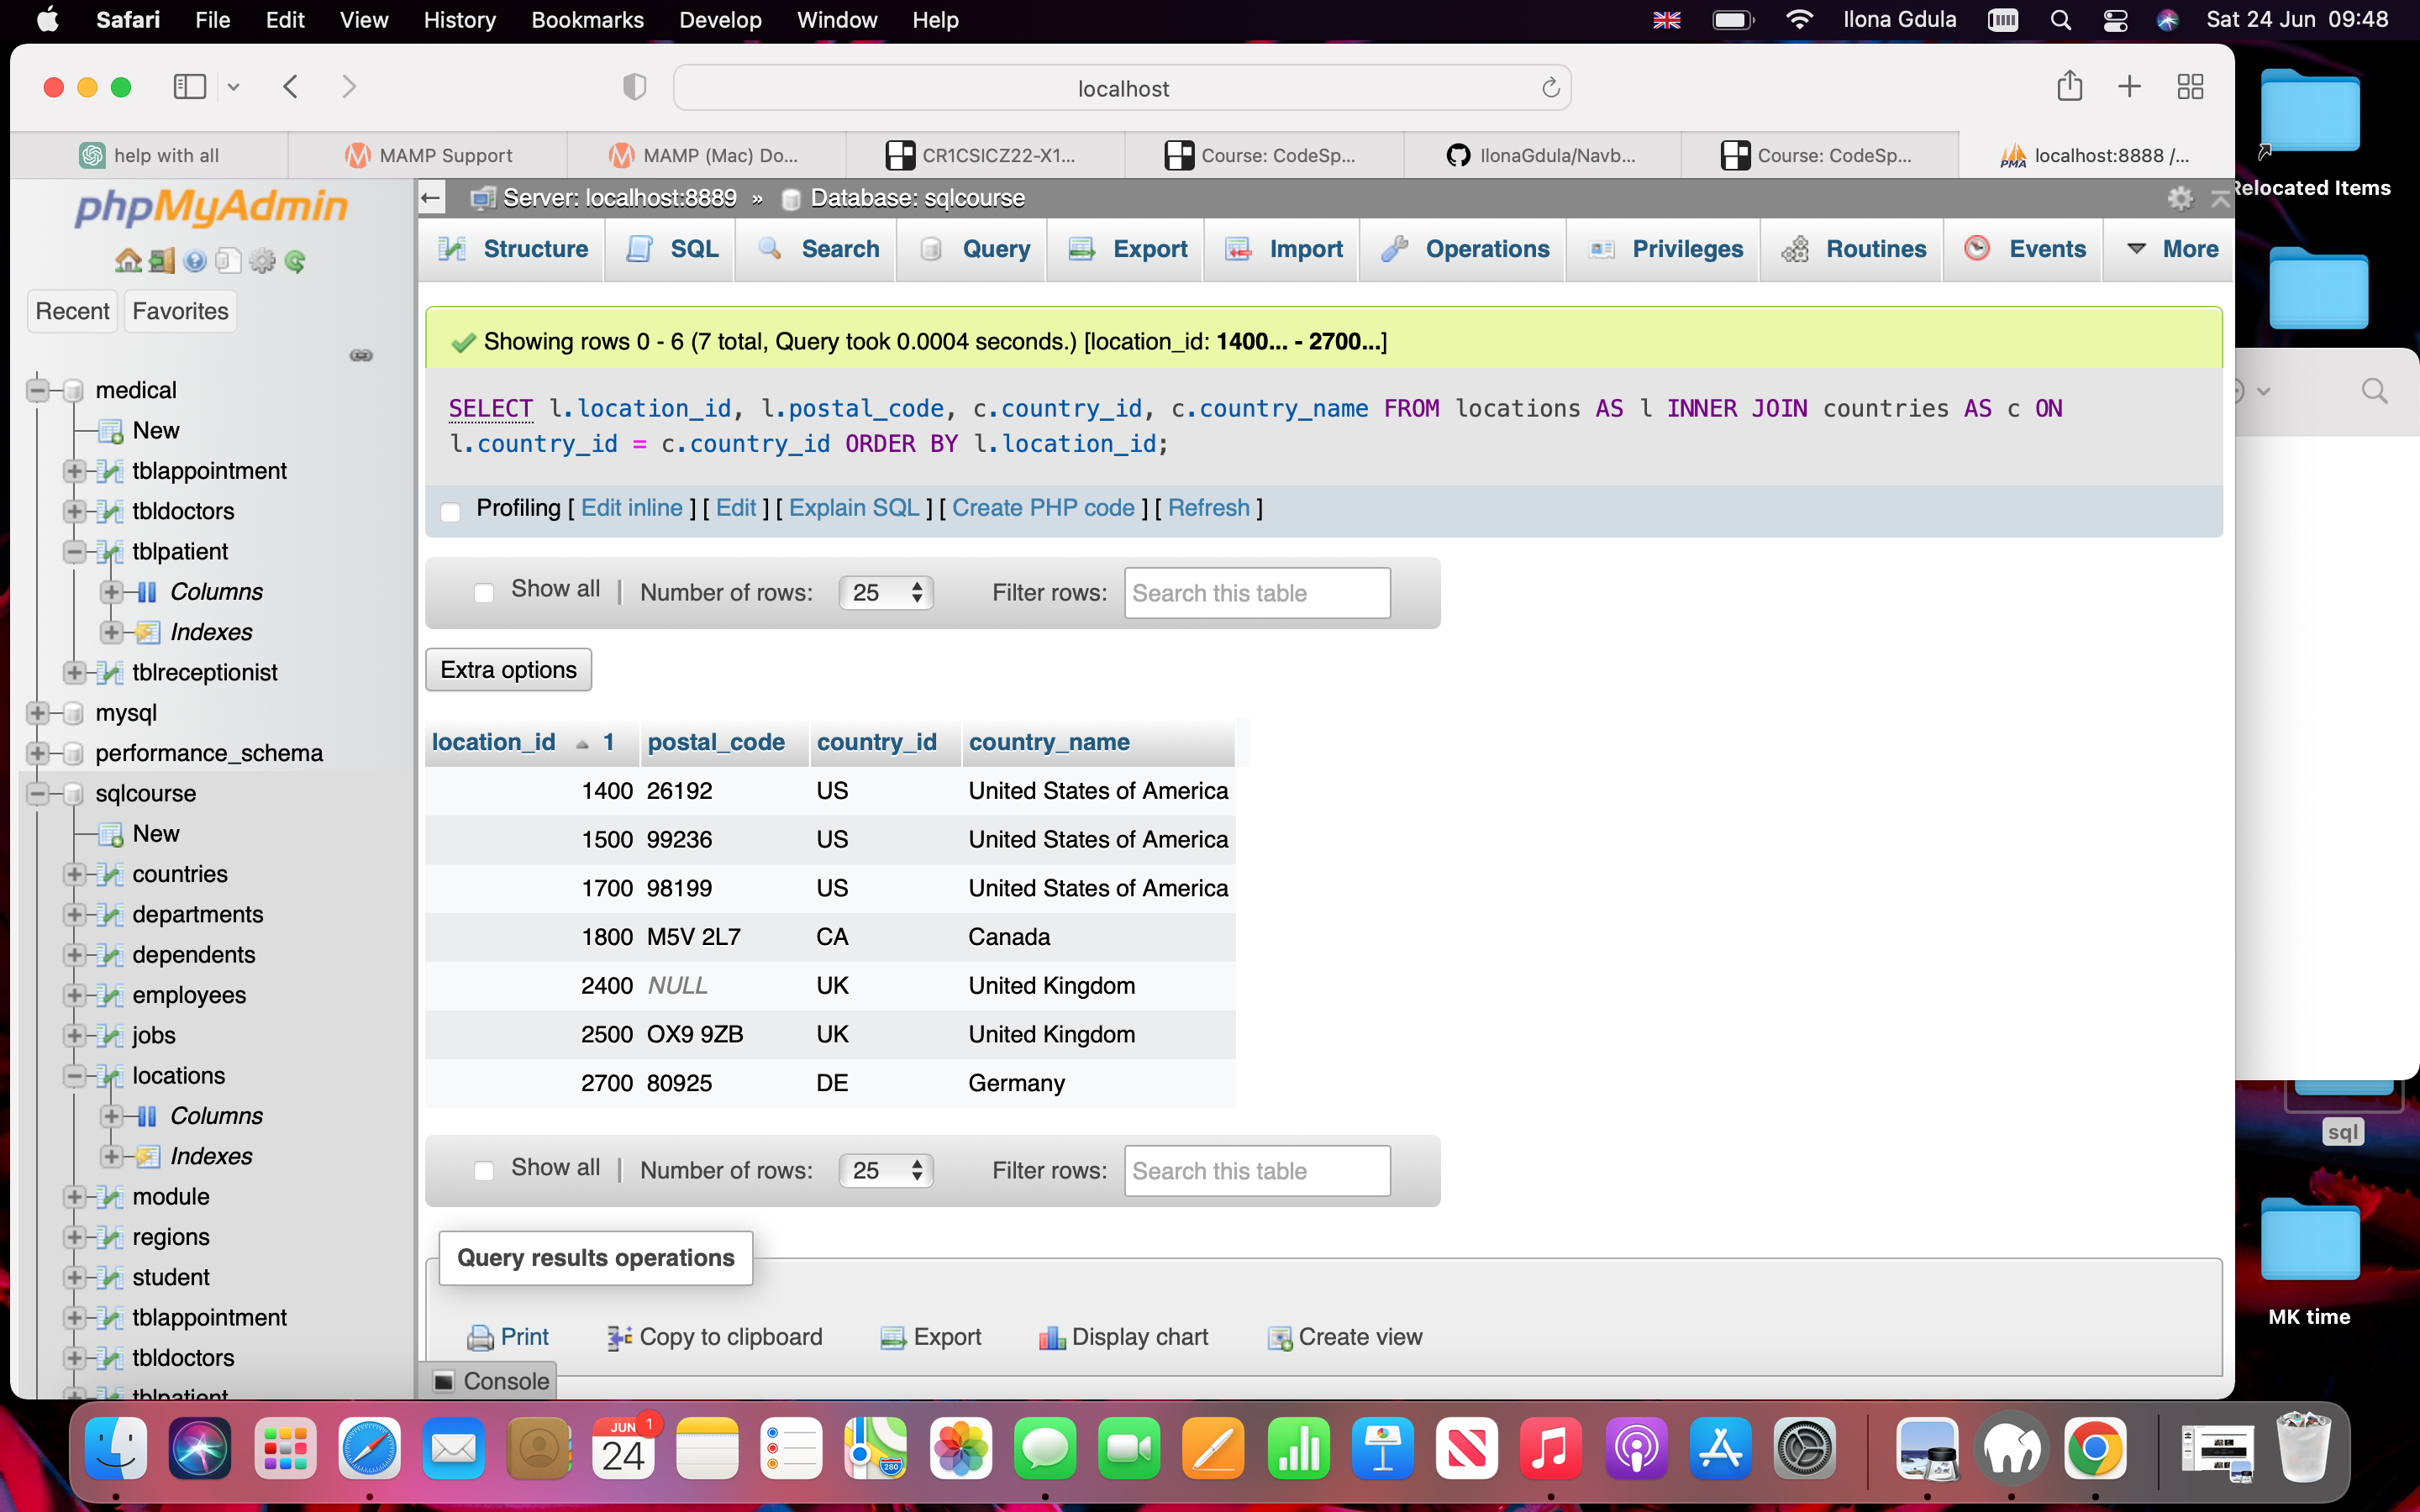 Safari File Edit View History Bookmarks Develop Window Help Ilona Gdula Sat 24 Jun 09:48
localhost
help with all MAMP Support MAMP (Mac) Do... CR1CSICZ22-X1... Course: CodeSp... IlonaGdula/Navb... Course: CodeSp... PMA localhost:8888 /...
phpMyAdmin
Server: localhost:8889 » Database: sqlcourse
Structure SQL Search Query Export Import Operations Privileges Routines Events More
Recent Favorites
medical
New
tblappointment
tbldoctors
tblpatient
Columns
Indexes
tblreceptionist
mysql
performance_schema
sqlcourse
New
countries
departments
dependents
employees
jobs
locations
Columns
Indexes
module
regions
student
tblappointment
tbldoctors
tblpatient
Showing rows 0 - 6 (7 total, Query took 0.0004 seconds.) [location_id: 1400... - 2700...]
SELECT l.location_id, l.postal_code, c.country_id, c.country_name FROM locations AS l INNER JOIN countries AS c ON
l.country_id = c.country_id ORDER BY l.location_id;
Profiling [ Edit inline ] [ Edit ] [ Explain SQL ] [ Create PHP code ] [ Refresh ]
Show all | Number of rows: 25 Filter rows: Search this table
Extra options
location_id 1 postal_code country_id country_name
1400 26192 US United States of America
1500 99236 US United States of America
1700 98199 US United States of America
1800 M5V 2L7 CA Canada
2400 NULL UK United Kingdom
2500 OX9 9ZB UK United Kingdom
2700 80925 DE Germany
Show all | Number of rows: 25 Filter rows: Search this table
Query results operations
Print Copy to clipboard Export Display chart Create view
Console
Relocated Items
sql
MK time
JUN 1
24
280